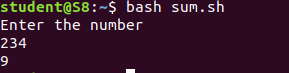 student@S8:~$ bash sum.sh
Enter the number
234
9